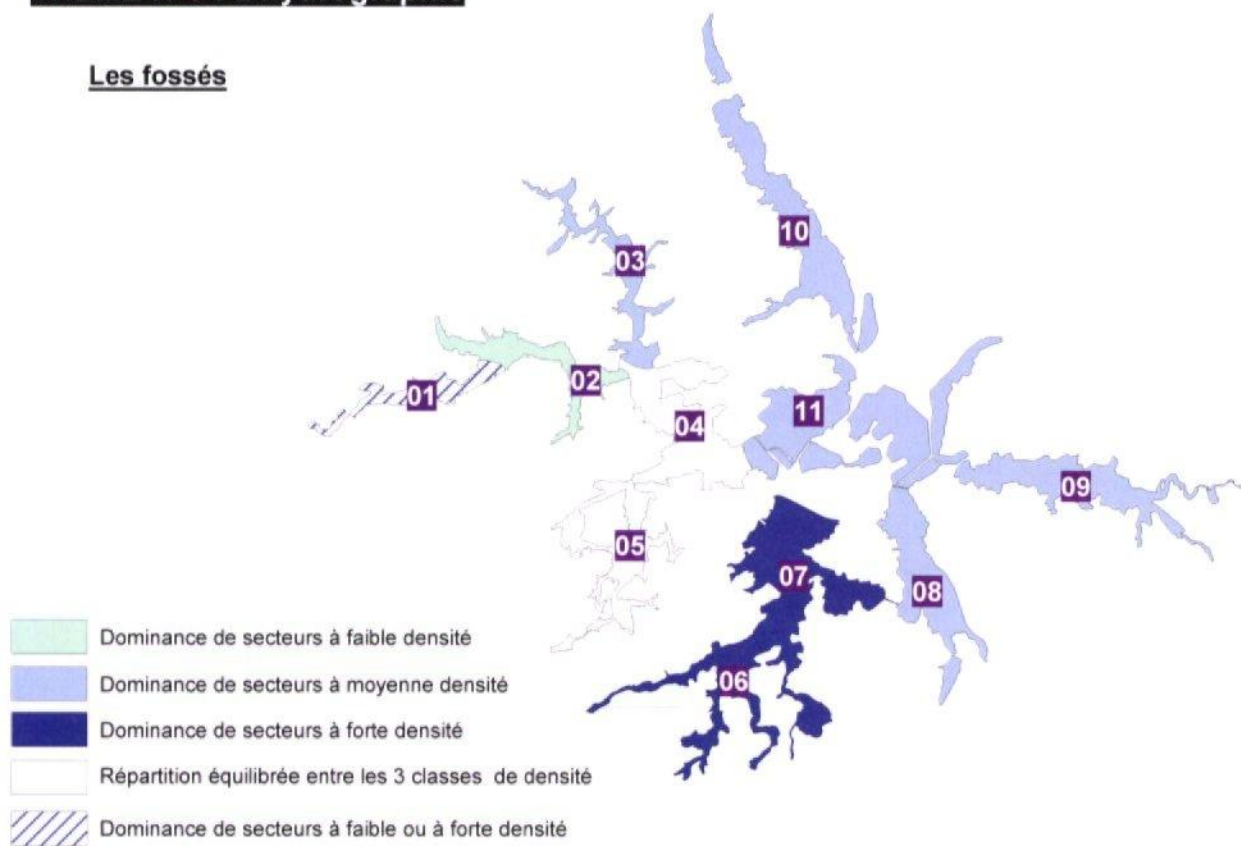 Les fossés
10
03
01
02
04
11
09
05
07
08
06
Dominance de secteurs à faible densité
Dominance de secteurs à moyenne densité
Dominance de secteurs à forte densité
Répartition équilibrée entre les 3 classes de densité
Dominance de secteurs à faible ou à forte densité